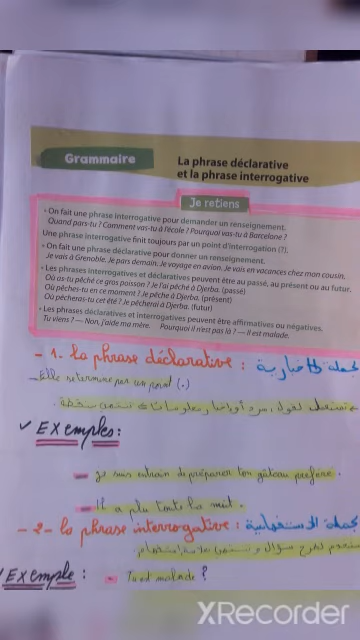 Grammaire
La phrase déclarative
et la phrase interrogative
Je retiens
• On fait une phrase interrogative pour demander un renseignement.
Quand pars-tu ? Comment vas-tu à l'école ? Pourquoi vas-tu à Barcelone ?
Une phrase interrogative finit toujours par un point d'interrogation (?).
• On fait une phrase déclarative pour donner un renseignement.
Je vais à Grenoble. Je pars demain. Je voyage en avion. Je vais en vacances chez mon cousin.
• Les phrases interrogatives et déclaratives peuvent être au passé, au présent ou au futur.
Où as-tu pêché ce gros poisson ? Je l'ai pêché à Djerba. (passé)
Où pêches-tu en ce moment ? Je pêche à Djerba. (présent)
Où pêcheras-tu cet été ? Je pêcherai à Djerba. (futur)
• Les phrases déclaratives et interrogatives peuvent être affirmatives ou négatives.
Tu viens ? — Non, j'aide ma mère. Pourquoi il n'est pas là ? — Il est malade.
- 1. La phrase déclarative : الجملة الإخبارية
- Elle se termine par un point (.)
✓ Exemples :
- Je suis entrain de préparer ton gâteau préféré.
- Il a plu toute la nuit.
- 2- la phrase interrogative : الجملة الاستفهامية
✓ Exemple : - Tu est malade ?
XRecorder